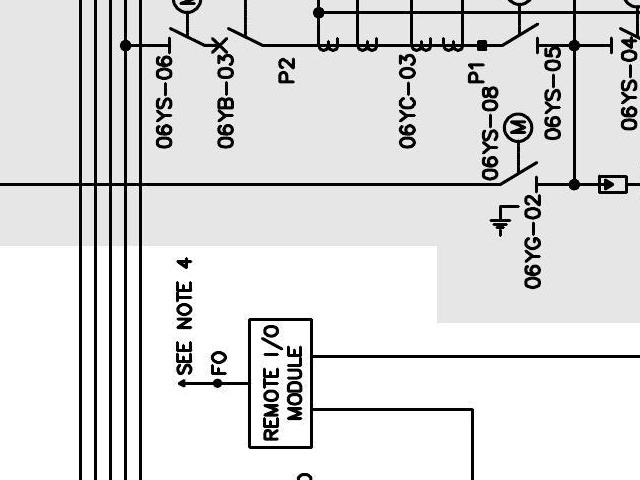 06YS-06
06YB-03
P2
06YC-03
P1
06YS-08
M
06YS-05
06YS-04
06YG-02
SEE NOTE 4
FO
REMOTE I/O
MODULE